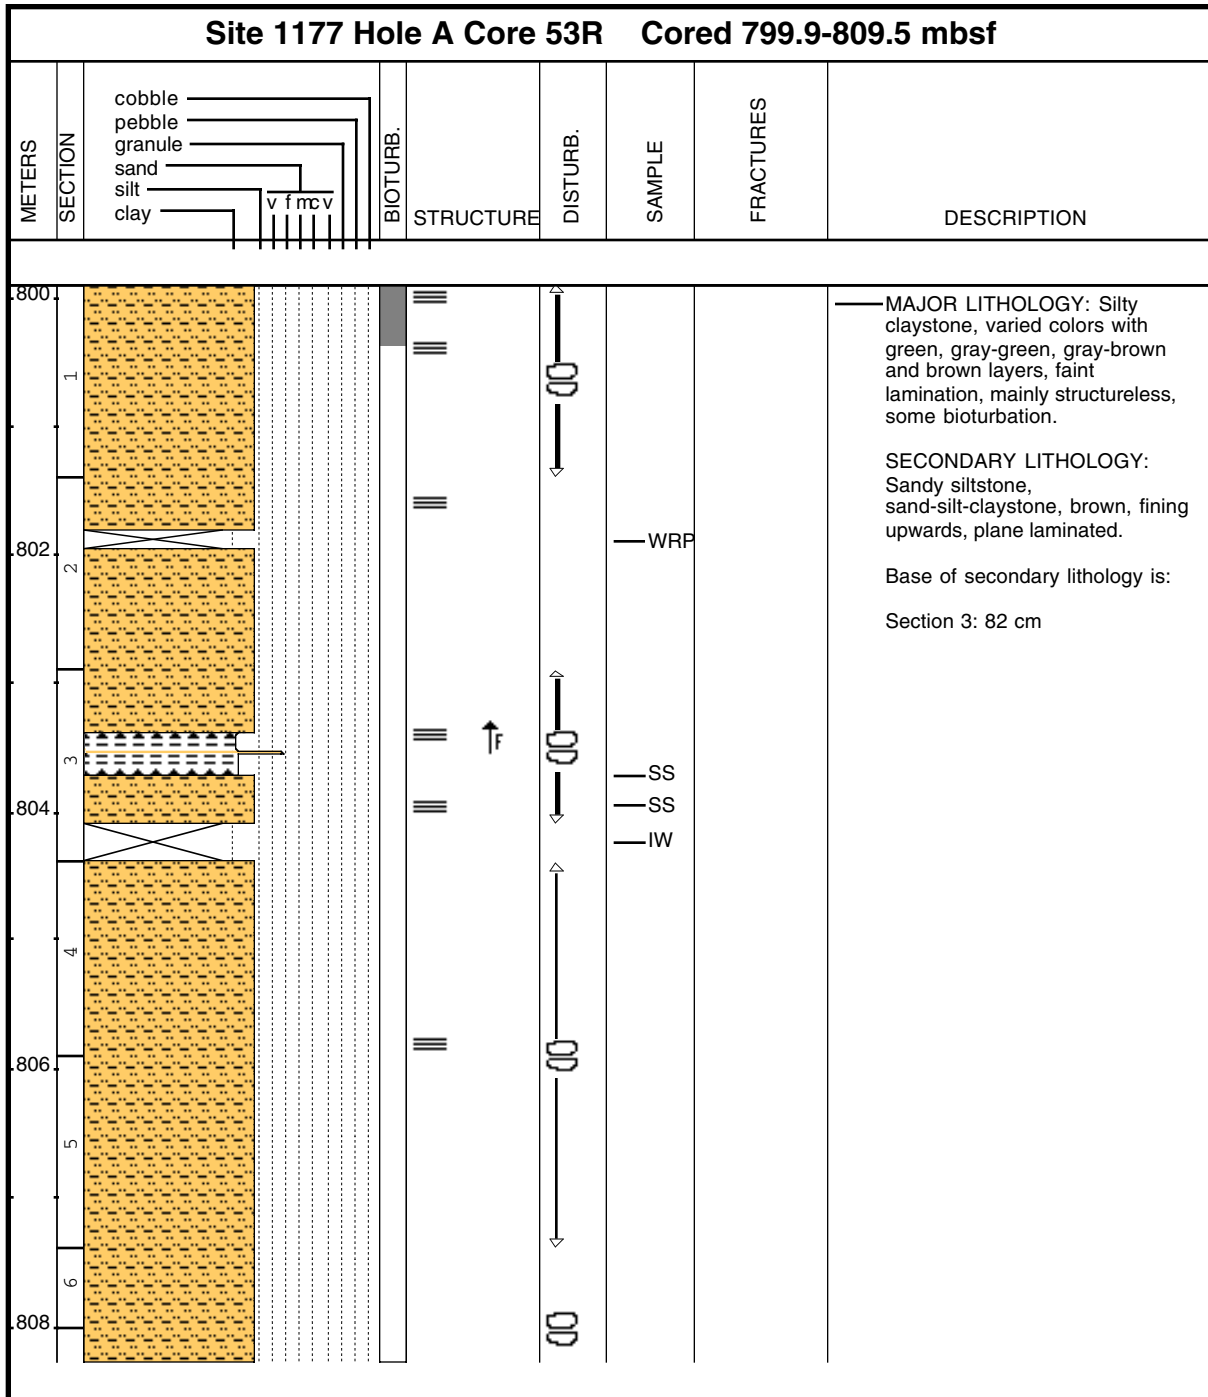 Site 1177 Hole A Core 53R Cored 799.9-809.5 mbsf
METERS
SECTION
cobble
pebble
granule
sand
silt
clay
v f m c v
BIOTURB.
STRUCTURE
DISTURB.
SAMPLE
FRACTURES
DESCRIPTION
800
802
804
806
808
1
2
3
4
5
6
F
WRP
SS
SS
IW
MAJOR LITHOLOGY: Silty
claystone, varied colors with
green, gray-green, gray-brown
and brown layers, faint
lamination, mainly structureless,
some bioturbation.
SECONDARY LITHOLOGY:
Sandy siltstone,
sand-silt-claystone, brown, fining
upwards, plane laminated.
Base of secondary lithology is:
Section 3: 82 cm